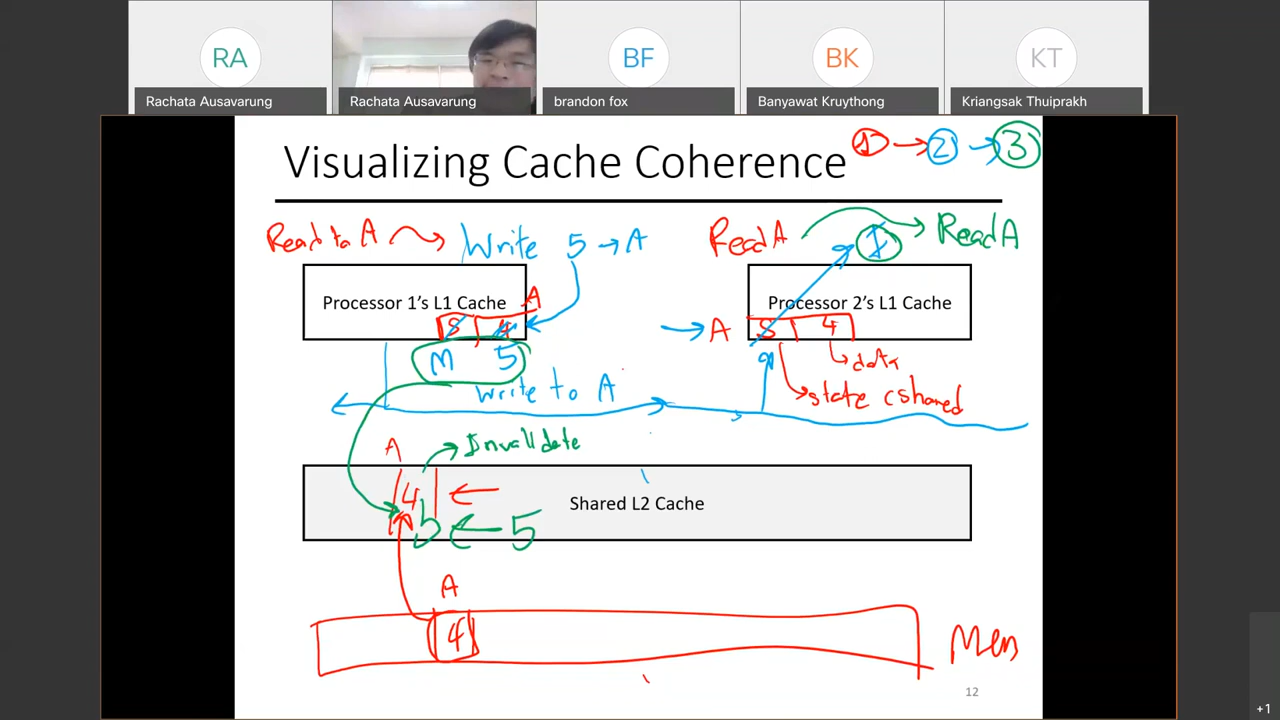 RA
BF
BK
KT
Rachata Ausavarung
Rachata Ausavarung
brandon fox
Banyawat Kruythong
Kriangsak Thuiprakh
Visualizing Cache Coherence
1 → 2 → 3
Read to A
Write 5 → A
Read A
I
Read A
Processor 1's L1 Cache
A
Processor 2's L1 Cache
S 4
→ A
S 4
M 5
data
Write to A
state (shared)
A
Invalidate
4
Shared L2 Cache
5
5
A
4
Mem
12
+1